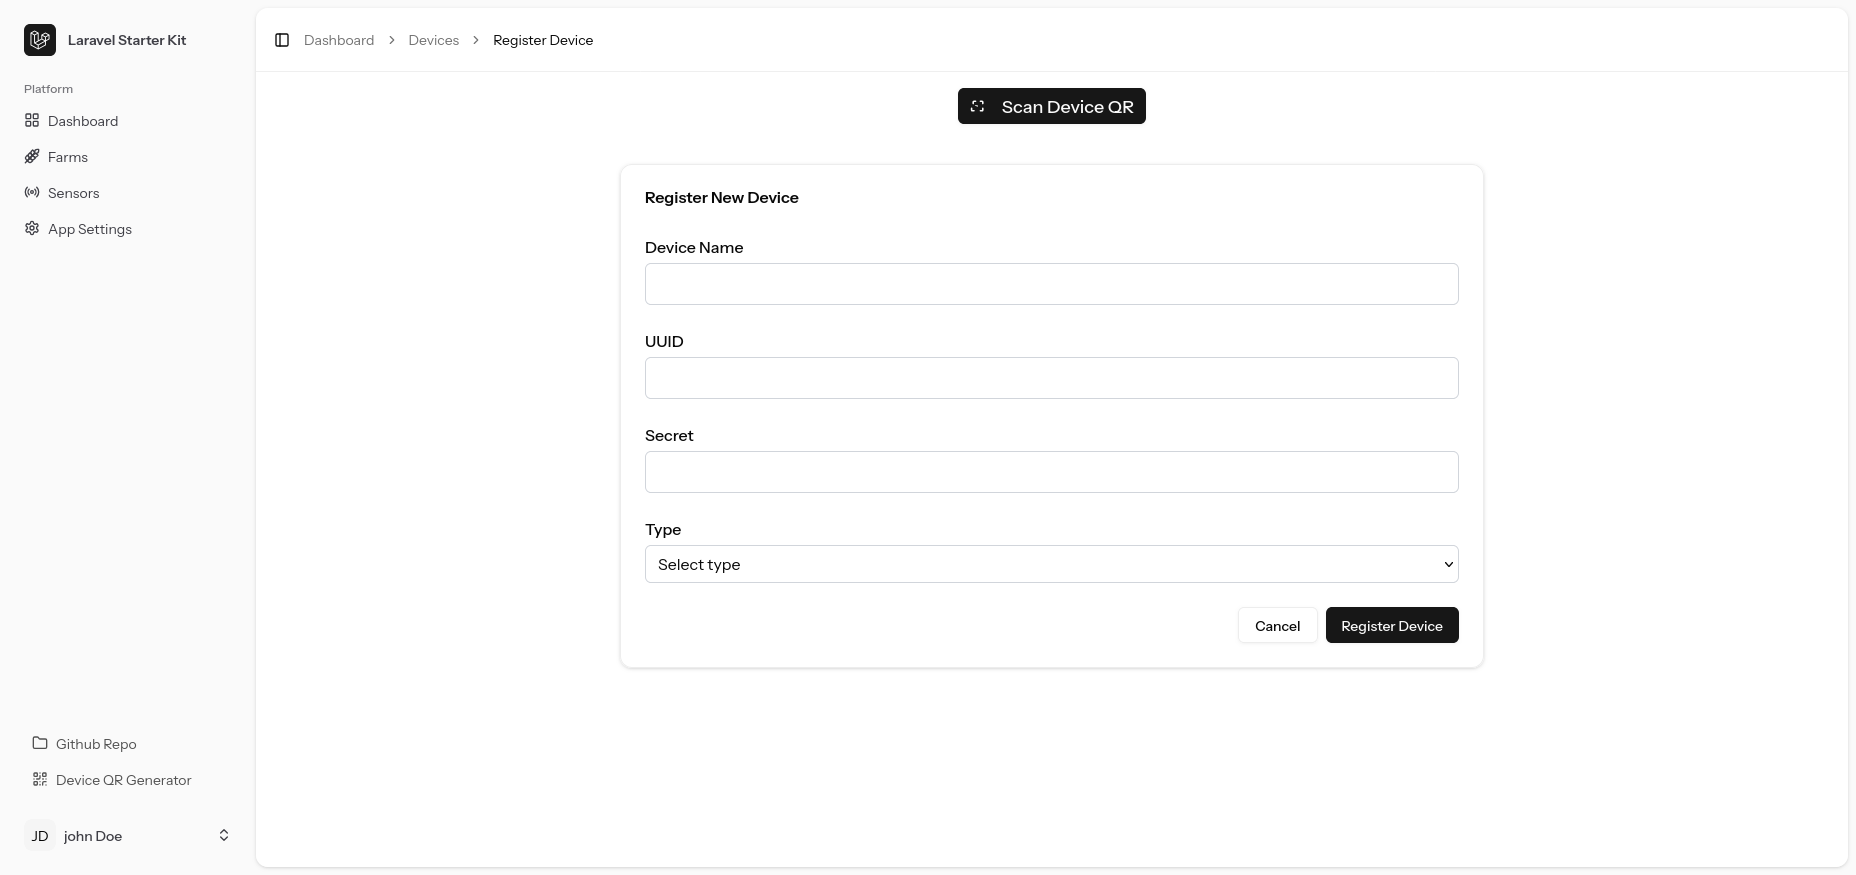 Laravel Starter Kit
Platform
Dashboard
Farms
Sensors
App Settings
Github Repo
Device QR Generator
JD john Doe
Dashboard > Devices > Register Device
Scan Device QR
Register New Device
Device Name
UUID
Secret
Type
Select type
Cancel Register Device